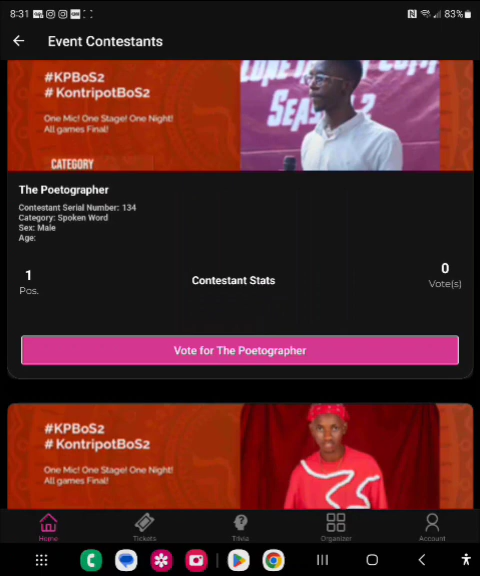 8:31
83%
Event Contestants
#KPBoS2
# KontripotBoS2
One Mic! One Stage! One Night!
All games Final!
CATEGORY
The Poetographer
Contestant Serial Number: 134
Category: Spoken Word
Sex: Male
Age:
1
Pos.
Contestant Stats
0
Vote(s)
Vote for The Poetographer
#KPBoS2
# KontripotBoS2
One Mic! One Stage! One Night!
All games Final!
Home
Tickets
Trivia
Organizer
Account